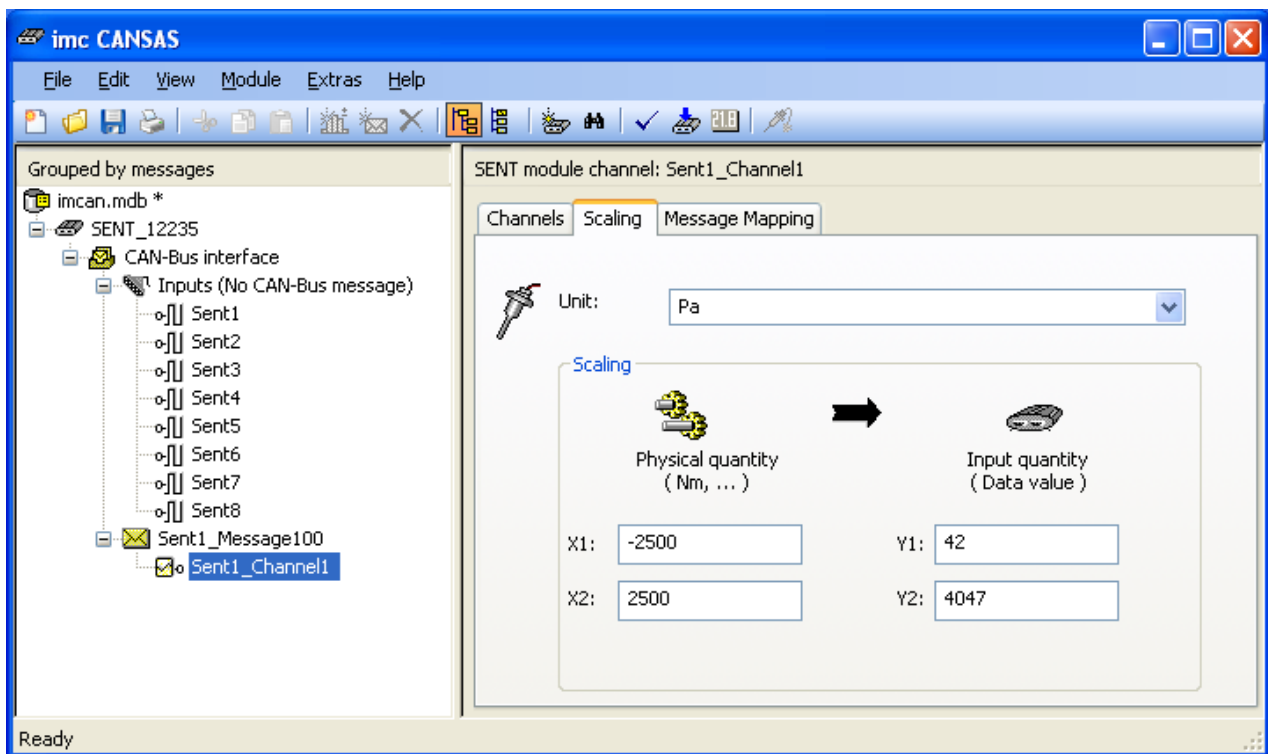 imc CANSAS
File Edit View Module Extras Help
Grouped by messages
imcan.mdb *
SENT_12235
CAN-Bus interface
Inputs (No CAN-Bus message)
Sent1
Sent2
Sent3
Sent4
Sent5
Sent6
Sent7
Sent8
Sent1_Message100
Sent1_Channel1
SENT module channel: Sent1_Channel1
Channels Scaling Message Mapping
Unit: Pa
Scaling
Physical quantity
( Nm, ... )
Input quantity
( Data value )
X1: -2500 Y1: 42
X2: 2500 Y2: 4047
Ready